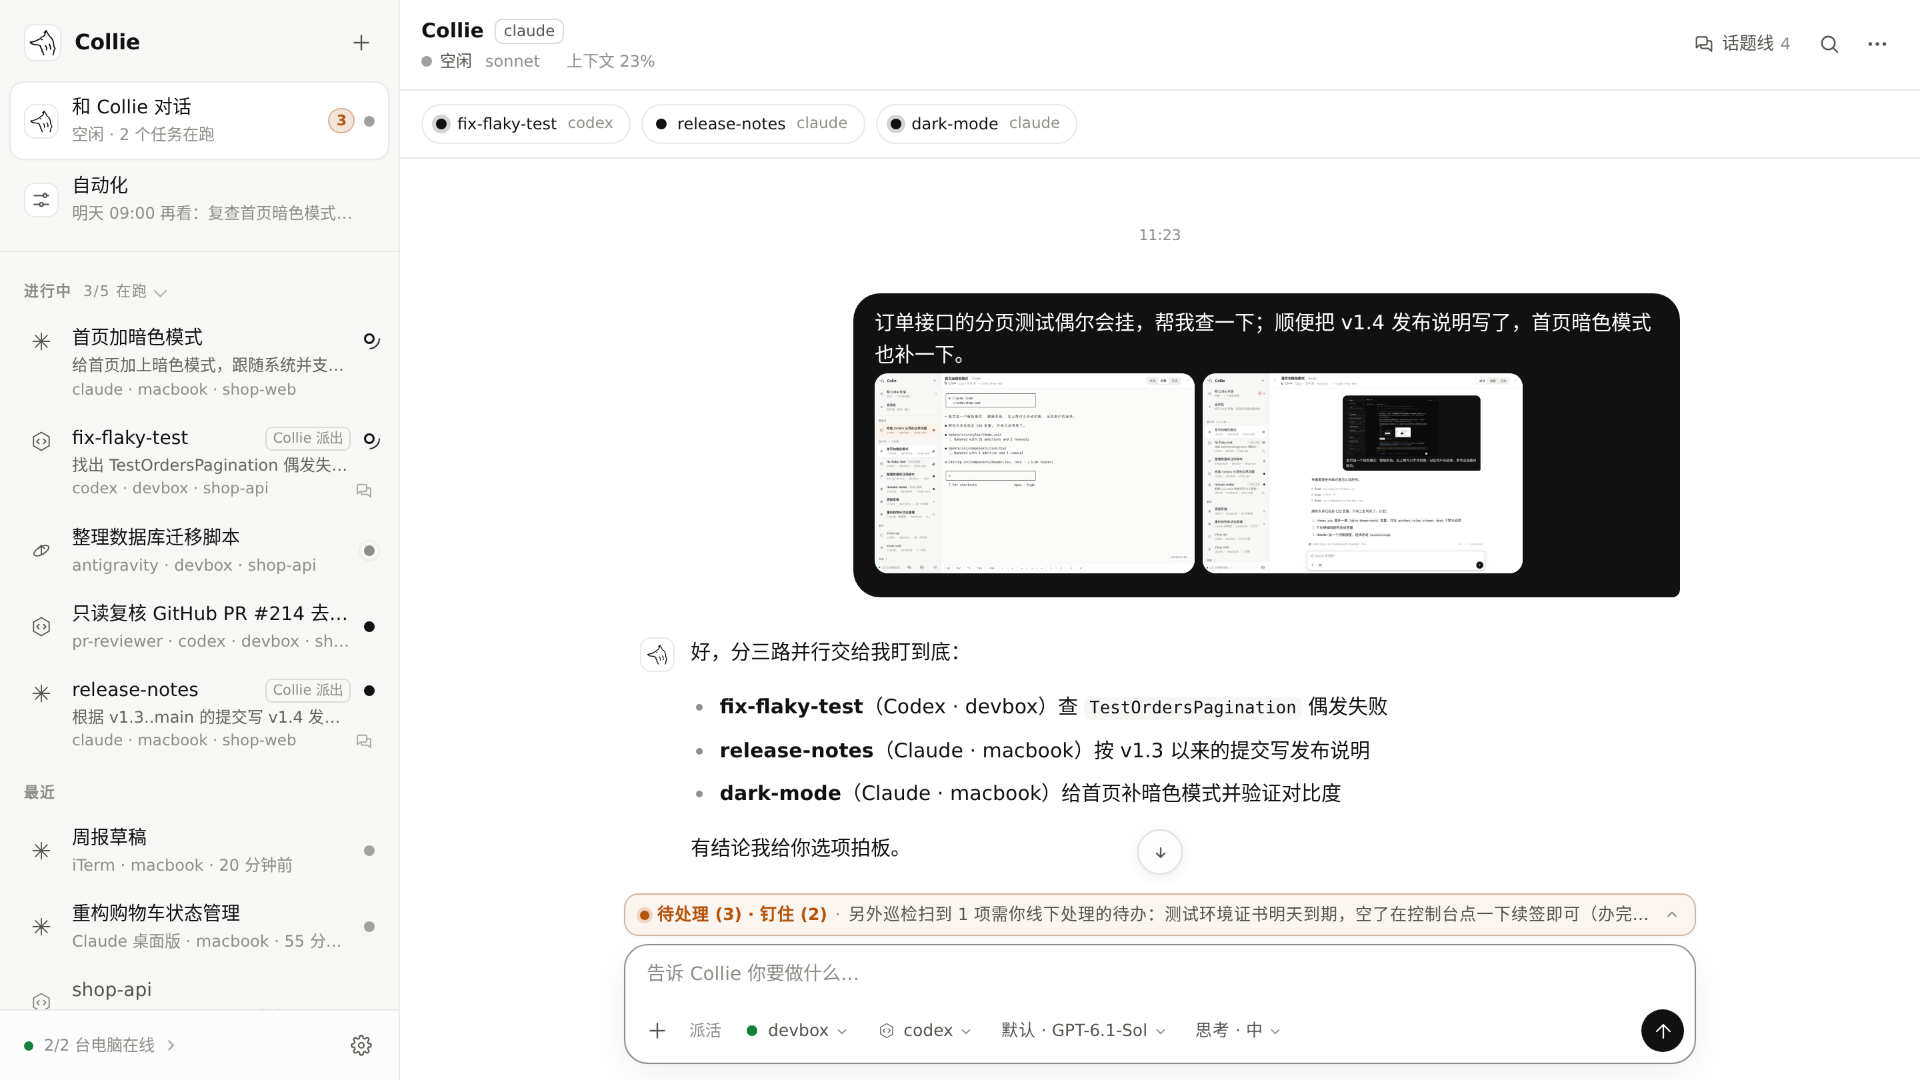 Collie
和 Collie 对话
空闲 · 2 个任务在跑
3
自动化
明天 09:00 再看：复查首页暗色模式…
进行中 3/5 在跑
首页加暗色模式
给首页加上暗色模式，跟随系统并支…
claude · macbook · shop-web
fix-flaky-test Collie 派出
找出 TestOrdersPagination 偶发失…
codex · devbox · shop-api
整理数据库迁移脚本
antigravity · devbox · shop-api
只读复核 GitHub PR #214 去…
pr-reviewer · codex · devbox · sh…
release-notes Collie 派出
根据 v1.3..main 的提交写 v1.4 发…
claude · macbook · shop-web
最近
周报草稿
iTerm · macbook · 20 分钟前
重构购物车状态管理
Claude 桌面版 · macbook · 55 分…
shop-api
2/2 台电脑在线
Collie claude
空闲 sonnet 上下文 23%
话题线 4
fix-flaky-test codex
release-notes claude
dark-mode claude
11:23
订单接口的分页测试偶尔会挂，帮我查一下；顺便把 v1.4 发布说明写了，首页暗色模式
也补一下。
好，分三路并行交给我盯到底：
fix-flaky-test（Codex · devbox）查 TestOrdersPagination 偶发失败
release-notes（Claude · macbook）按 v1.3 以来的提交写发布说明
dark-mode（Claude · macbook）给首页补暗色模式并验证对比度
有结论我给你选项拍板。
待处理 (3) · 钉住 (2) · 另外巡检扫到 1 项需你线下处理的待办：测试环境证书明天到期，空了在控制台点一下续签即可（办完…
告诉 Collie 你要做什么…
派活 devbox codex 默认 · GPT-6.1-Sol 思考 · 中